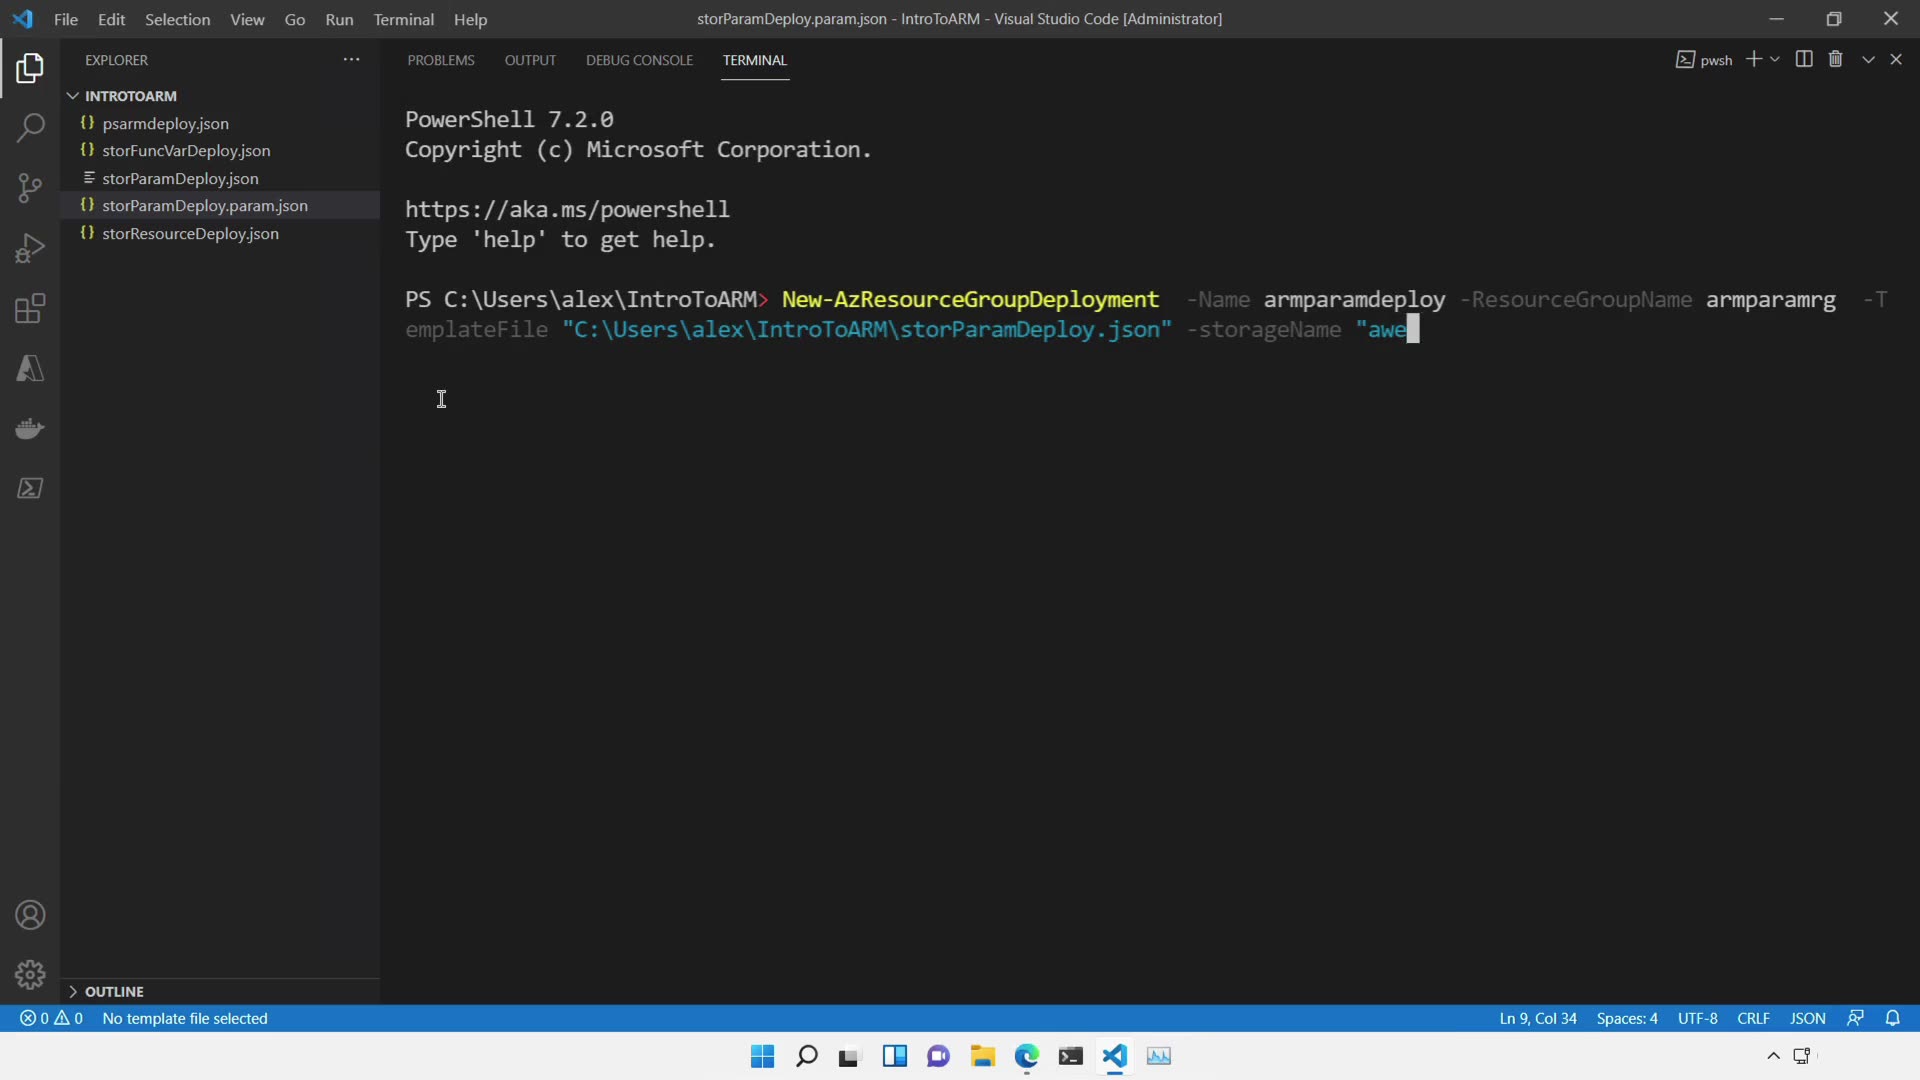 File Edit Selection View Go Run Terminal Help
storParamDeploy.param.json - IntroToARM - Visual Studio Code [Administrator]
EXPLORER
INTROTOARM
psarmdeploy.json
storFuncVarDeploy.json
storParamDeploy.json
storParamDeploy.param.json
storResourceDeploy.json
OUTLINE
PROBLEMS OUTPUT DEBUG CONSOLE TERMINAL
pwsh
PowerShell 7.2.0
Copyright (c) Microsoft Corporation.
https://aka.ms/powershell
Type 'help' to get help.
PS C:\Users\alex\IntroToARM> New-AzResourceGroupDeployment -Name armparamdeploy -ResourceGroupName armparamrg -T
emplateFile "C:\Users\alex\IntroToARM\storParamDeploy.json" -storageName "awe
0 0 No template file selected
Ln 9, Col 34 Spaces: 4 UTF-8 CRLF JSON